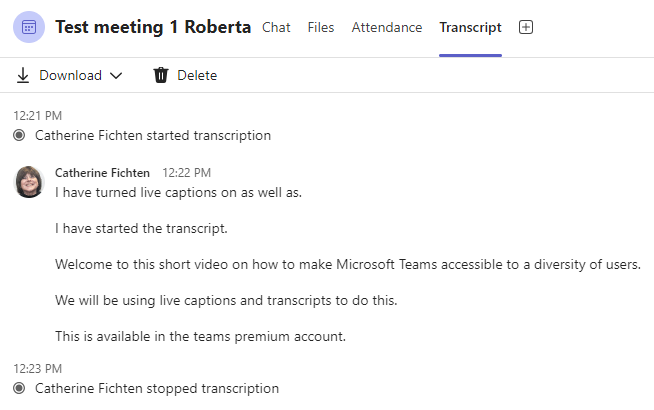 Test meeting 1 Roberta Chat Files Attendance Transcript
Download Delete
12:21 PM
Catherine Fichten started transcription
Catherine Fichten 12:22 PM
I have turned live captions on as well as.
I have started the transcript.
Welcome to this short video on how to make Microsoft Teams accessible to a diversity of users.
We will be using live captions and transcripts to do this.
This is available in the teams premium account.
12:23 PM
Catherine Fichten stopped transcription